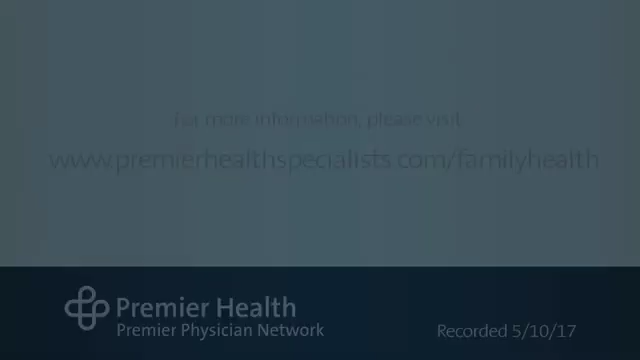 For more information, please visit
www.premierhealthspecialists.com/familyhealth
Premier Health
Premier Physician Network
Recorded 5/10/17